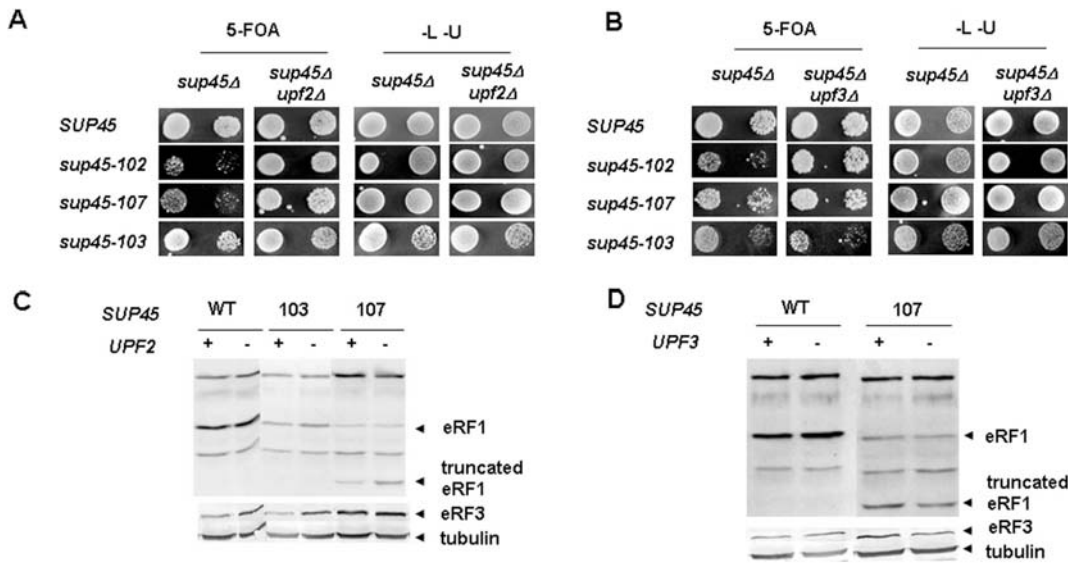 A
5-FOA
-L -U
sup45Δ
sup45Δ
upf2Δ
sup45Δ
sup45Δ
upf2Δ
SUP45
sup45-102
sup45-107
sup45-103
B
5-FOA
-L -U
sup45Δ
sup45Δ
upf3Δ
sup45Δ
sup45Δ
upf3Δ
SUP45
sup45-102
sup45-107
sup45-103
C
SUP45
WT
103
107
UPF2
+ - + - + -
eRF1
truncated
eRF1
eRF3
tubulin
D
SUP45
WT
107
UPF3
+ - + -
eRF1
truncated
eRF1
eRF3
tubulin